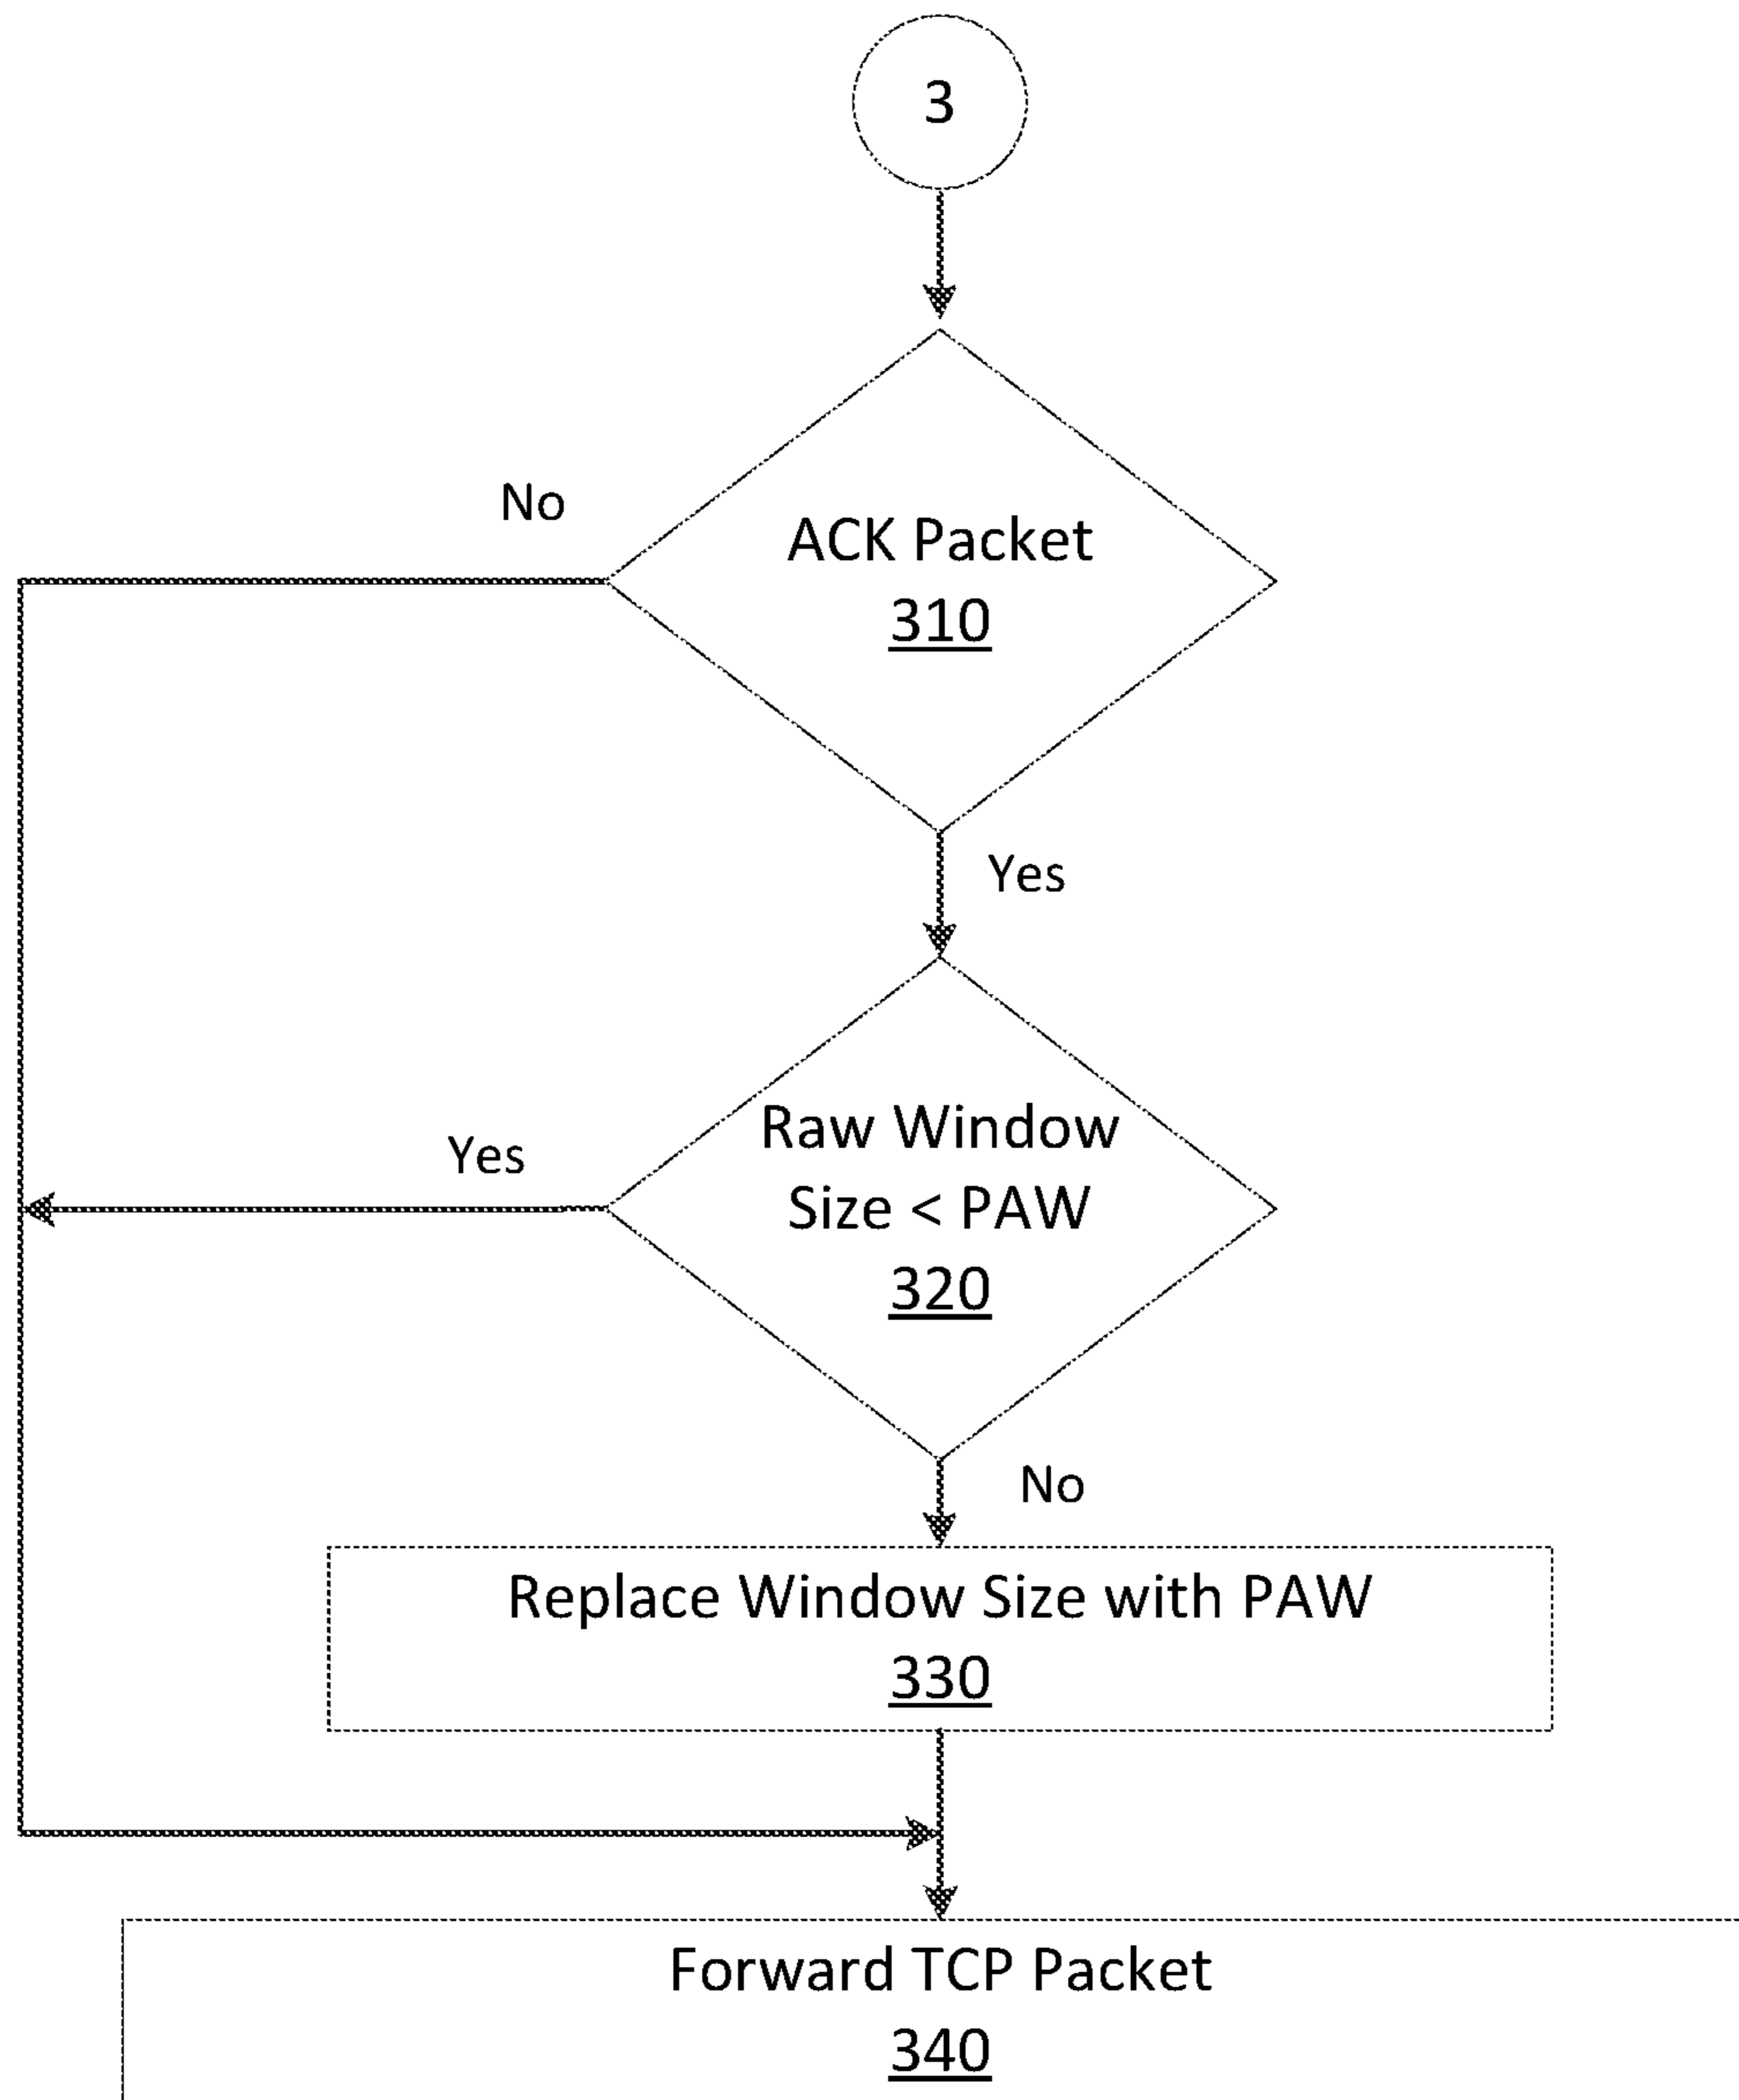 3
No
ACK Packet
310
Yes
Raw Window
Yes
Size < PAW
320
No
Replace Window Size with PAW
330
Forward TCP Packet
340